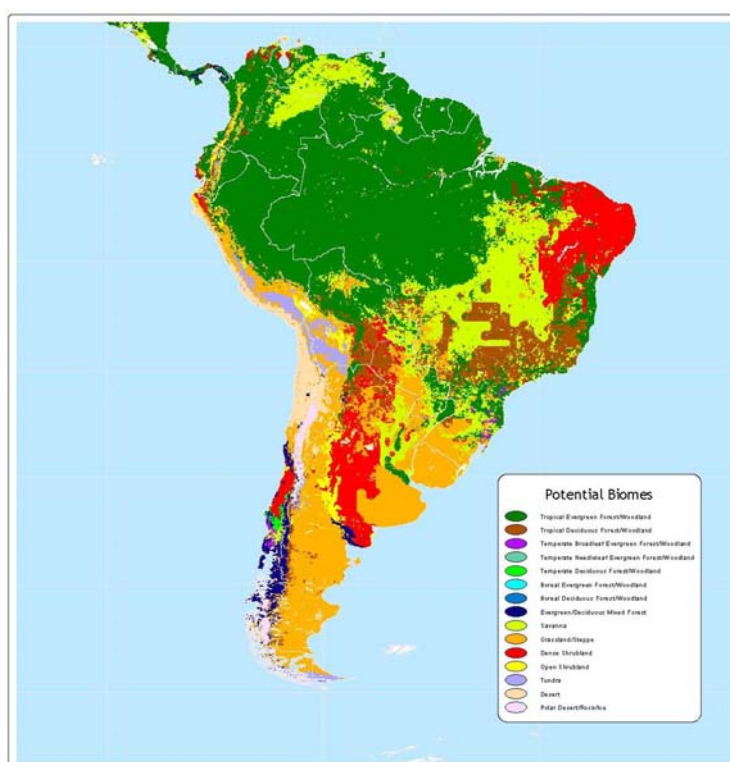 Potential Biomes
Tropical Evergreen Forest/Woodland
Tropical Deciduous Forest/Woodland
Temperate Broadleaf Evergreen Forest/Woodland
Temperate Needleleaf Evergreen Forest/Woodland
Temperate Deciduous Forest/Woodland
Boreal Evergreen Forest/Woodland
Boreal Deciduous Forest/Woodland
Evergreen/Deciduous Mixed Forest
Savanna
Grassland/Steppe
Dense Shrubland
Open Shrubland
Tundra
Desert
Polar Desert/Rock/Ice